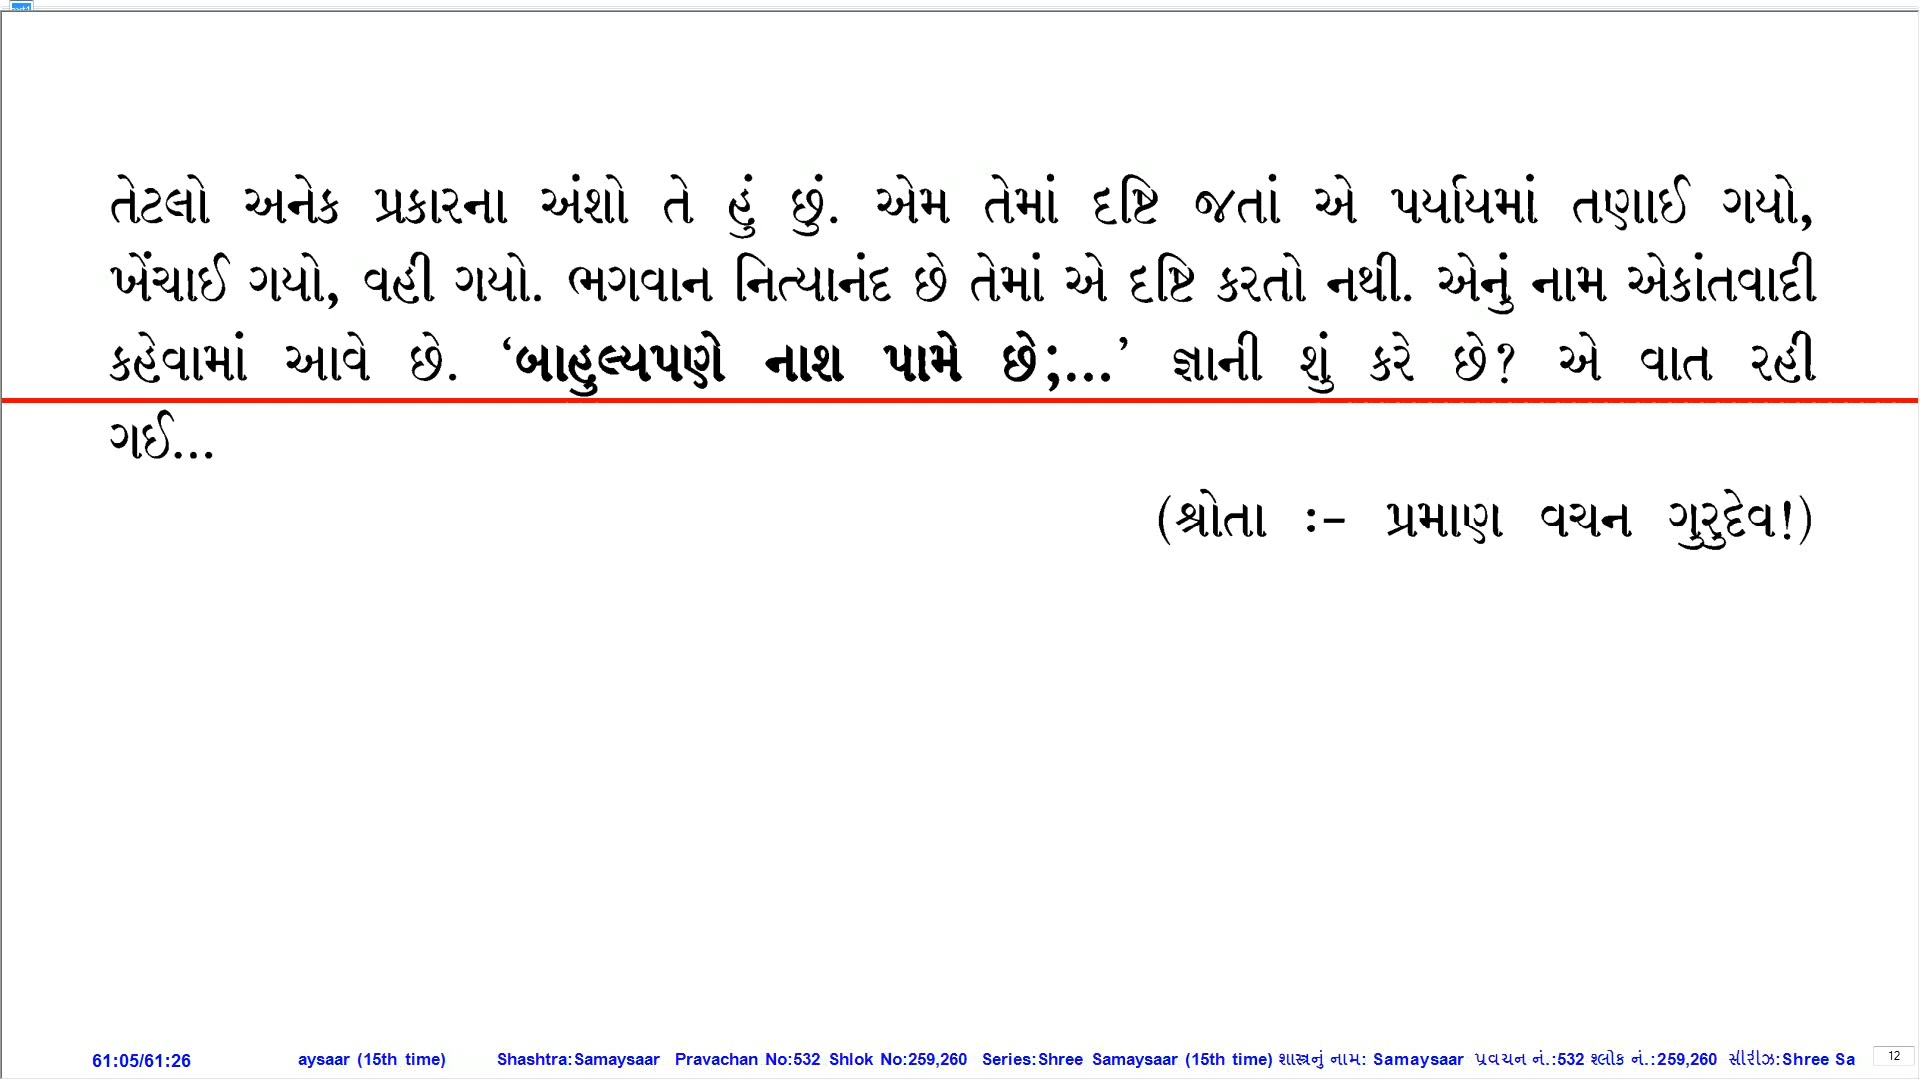 તેટલો અનેક પ્રકારના અંશો તે હું છું. એમ તેમાં દૃષ્ટિ જતાં એ પર્યાયમાં તણાઈ ગયો,
ખેંચાઈ ગયો, વહી ગયો. ભગવાન નિત્યાનંદ છે તેમાં એ દૃષ્ટિ કરતો નથી. એનું નામ એકાંતવાદી
કહેવામાં આવે છે. ‘બાહુલ્યપણે નાશ પામે છે;...’ જ્ઞાની શું કરે છે? એ વાત રહી
ગઈ...
(શ્રોતા :- પ્રમાણ વચન ગુરુદેવ!)
61:05/61:26 aysaar (15th time) Shashtra:Samaysaar Pravachan No:532 Shlok No:259,260 Series:Shree Samaysaar (15th time) શાસ્ત્રનું નામ: Samaysaar પ્રવચન નં.:532 શ્લોક નં.:259,260 સીરીઝ:Shree Sa 12